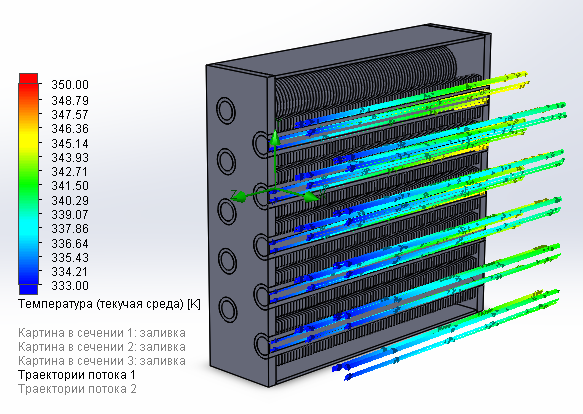 350.00
348.79
347.57
346.36
345.14
343.93
342.71
341.50
340.29
339.07
337.86
336.64
335.43
334.21
333.00
Температура (текучая среда) [K]
Картина в сечении 1: заливка
Картина в сечении 2: заливка
Картина в сечении 3: заливка
Траектории потока 1
Траектории потока 2
Z